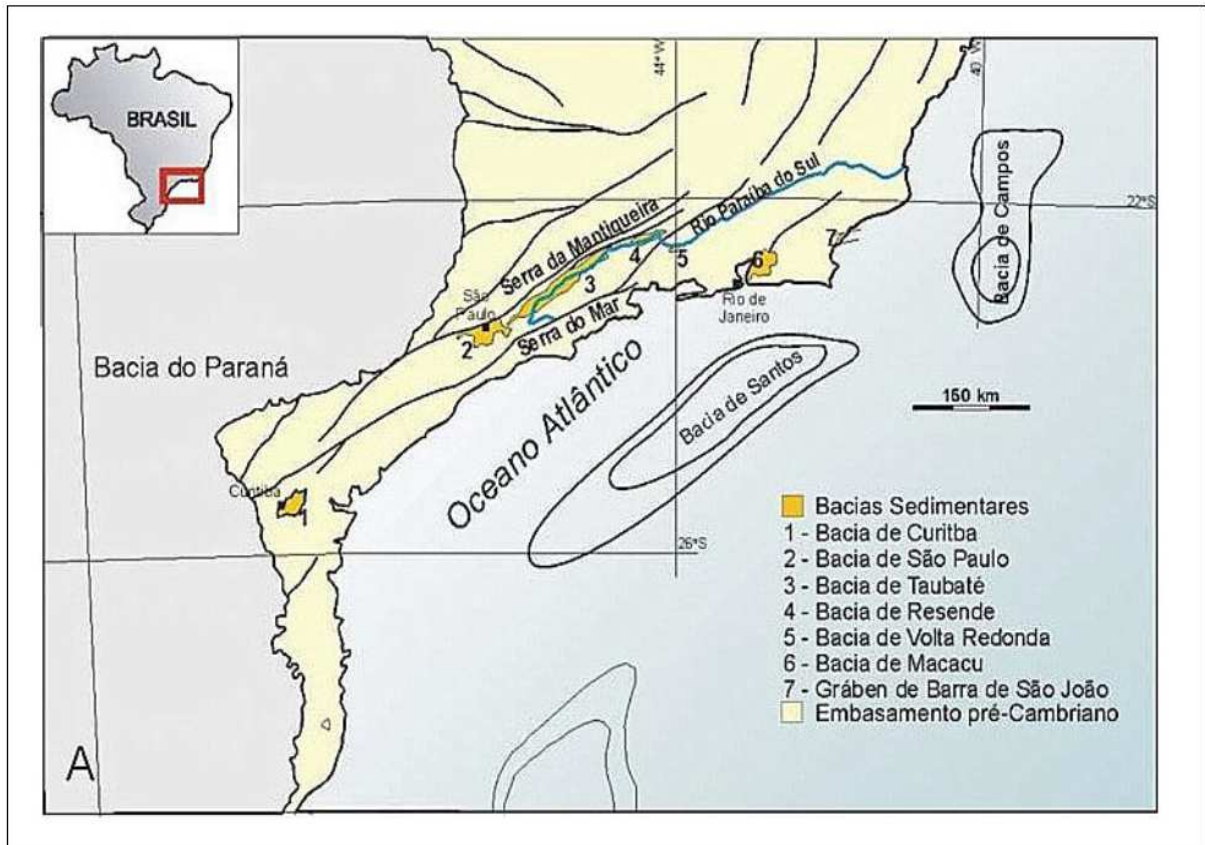 BRASIL
44° W
40 W
22°S
Bacia de Campos
Rio Paraíba do Sul
Serra da Mantiqueira
São
Paulo
Serra do Mar
Rio de
Janeiro
2
3
4
5
6
7
Bacia do Paraná
Oceano Atlântico
Bacia de Santos
150 km
Curitiba
1
26°S
Bacias Sedimentares
1 - Bacia de Curitba
2 - Bacia de São Paulo
3 - Bacia de Taubaté
4 - Bacia de Resende
5 - Bacia de Volta Redonda
6 - Bacia de Macacu
7 - Gráben de Barra de São João
Embasamento pré-Cambriano
A